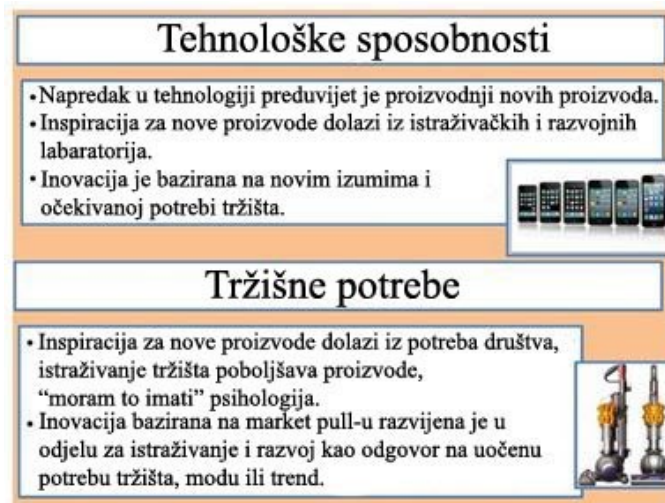 Tehnološke sposobnosti
• Napredak u tehnologiji preduvijet je proizvodnji novih proizvoda.
• Inspiracija za nove proizvode dolazi iz istraživačkih i razvojnih
labaratorija.
• Inovacija je bazirana na novim izumima i
očekivanoj potrebi tržišta.
Tržišne potrebe
• Inspiracija za nove proizvode dolazi iz potreba društva,
istraživanje tržišta poboljšava proizvode,
“moram to imati” psihologija.
• Inovacija bazirana na market pull-u razvijena je u
odjelu za istraživanje i razvoj kao odgovor na uočenu
potrebu tržišta, modu ili trend.